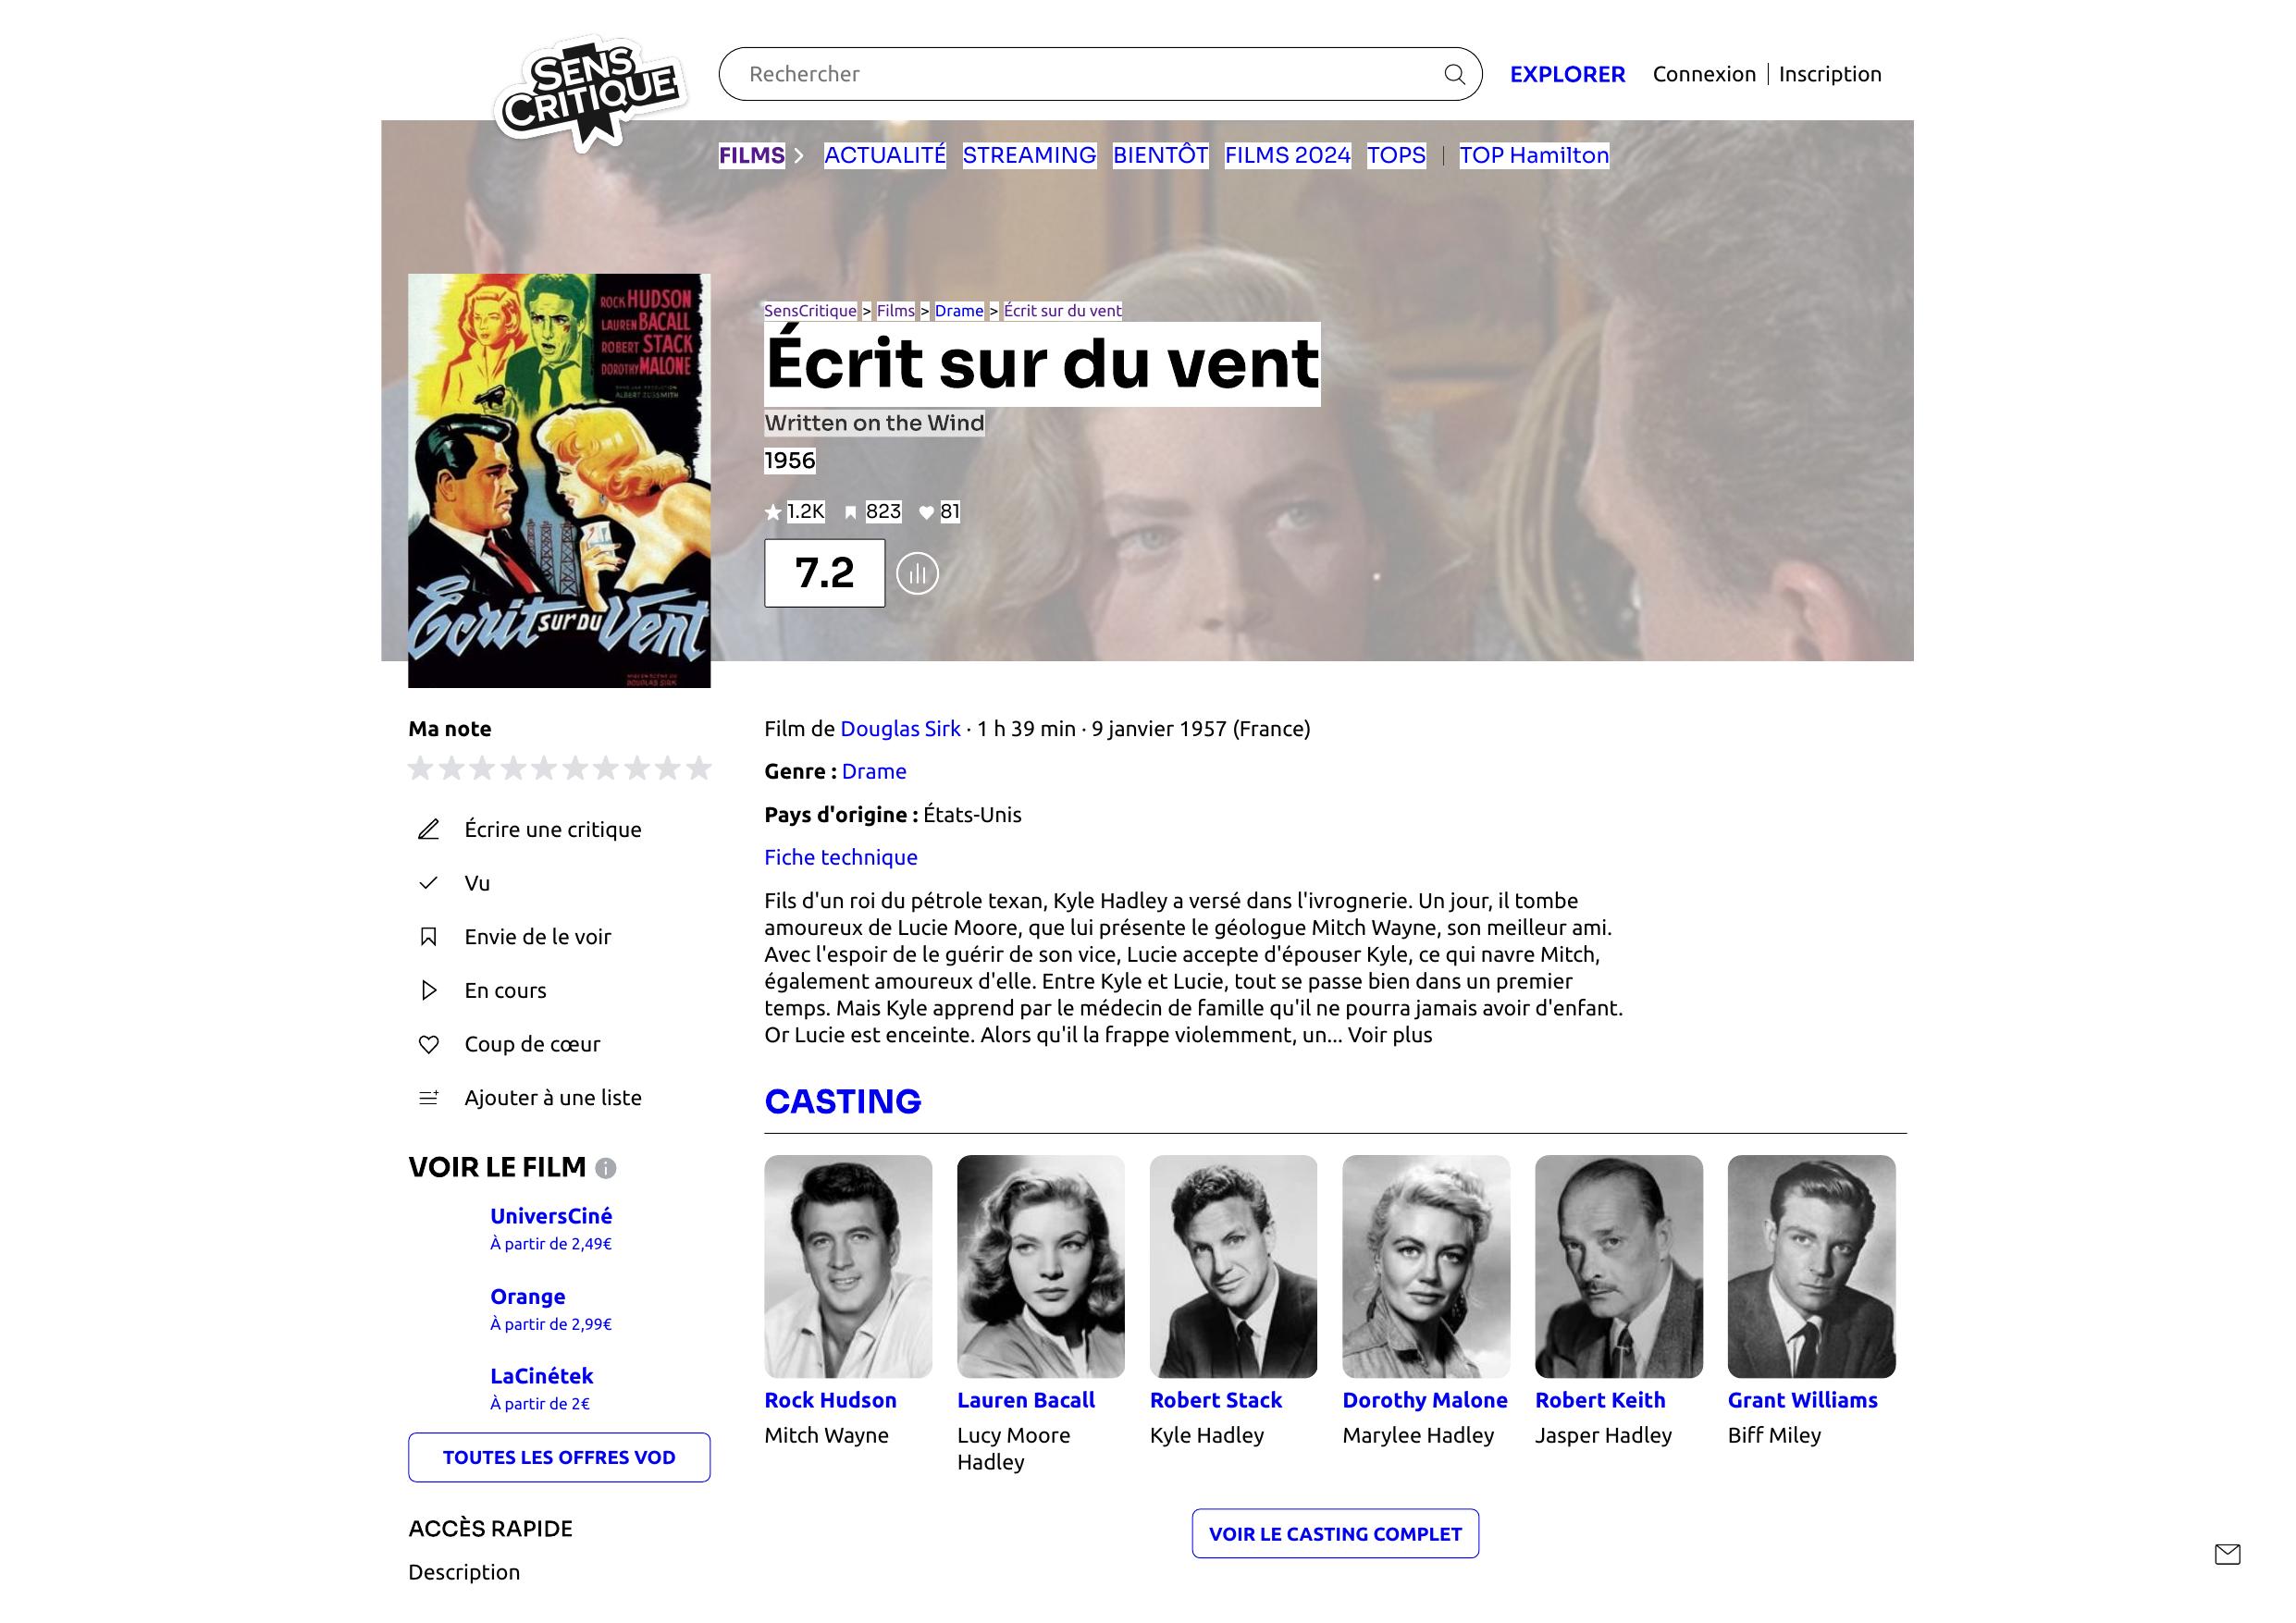 SENS
CRITIQUE
Rechercher
EXPLORER
Connexion
Inscription
FILMS
ACTUALITÉ
STREAMING
BIENTÔT
FILMS 2024
TOPS
TOP Hamilton
ROCK HUDSON
LAUREN BACALL
ROBERT STACK
DOROTHY MALONE
Ecrit SUR DU Vent
DOUGLAS SIRK
SensCritique > Films > Drame > Écrit sur du vent
Écrit sur du vent
Written on the Wind
1956
1.2K 823 81
7.2
Ma note
Écrire une critique
Vu
Envie de le voir
En cours
Coup de cœur
Ajouter à une liste
VOIR LE FILM
UniversCiné
À partir de 2,49€
Orange
À partir de 2,99€
LaCinétek
À partir de 2€
TOUTES LES OFFRES VOD
ACCÈS RAPIDE
Description
Film de Douglas Sirk · 1 h 39 min · 9 janvier 1957 (France)
Genre : Drame
Pays d'origine : États-Unis
Fiche technique
Fils d'un roi du pétrole texan, Kyle Hadley a versé dans l'ivrognerie. Un jour, il tombe
amoureux de Lucie Moore, que lui présente le géologue Mitch Wayne, son meilleur ami.
Avec l'espoir de le guérir de son vice, Lucie accepte d'épouser Kyle, ce qui navre Mitch,
également amoureux d'elle. Entre Kyle et Lucie, tout se passe bien dans un premier
temps. Mais Kyle apprend par le médecin de famille qu'il ne pourra jamais avoir d'enfant.
Or Lucie est enceinte. Alors qu'il la frappe violemment, un... Voir plus
CASTING
Rock Hudson
Mitch Wayne
Lauren Bacall
Lucy Moore
Hadley
Robert Stack
Kyle Hadley
Dorothy Malone
Marylee Hadley
Robert Keith
Jasper Hadley
Grant Williams
Biff Miley
VOIR LE CASTING COMPLET